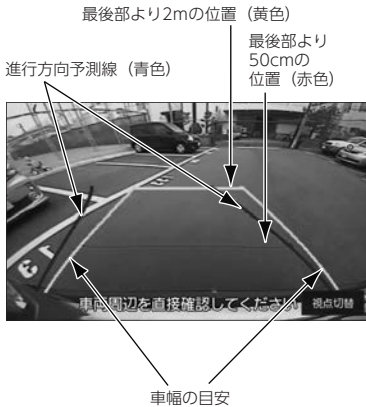 最後部より2mの位置（黄色）
最後部より
50cmの
位置（赤色）
進行方向予測線（青色）
車両周辺を直接確認してください
視点切替
車幅の目安